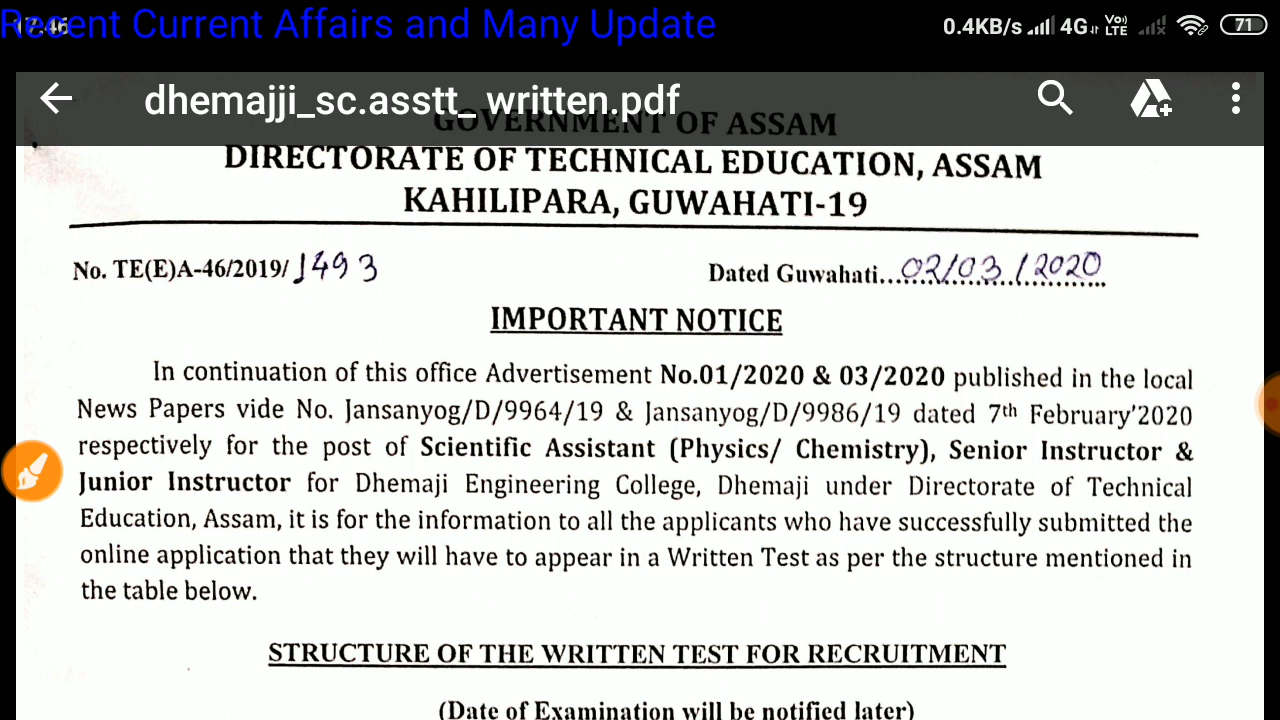 Recent Current Affairs and Many Update
17:46 0.4KB/s 4G Vo) LTE 71
dhemajji_sc.asstt_ written.pdf
GOVERNMENT OF ASSAM
DIRECTORATE OF TECHNICAL EDUCATION, ASSAM
KAHILIPARA, GUWAHATI-19
No. TE(E)A-46/2019/1493 Dated Guwahati...02/03/2020
IMPORTANT NOTICE
In continuation of this office Advertisement No.01/2020 & 03/2020 published in the local
News Papers vide No. Jansanyog/D/9964/19 & Jansanyog/D/9986/19 dated 7th February'2020
respectively for the post of Scientific Assistant (Physics/ Chemistry), Senior Instructor &
Junior Instructor for Dhemaji Engineering College, Dhemaji under Directorate of Technical
Education, Assam, it is for the information to all the applicants who have successfully submitted the
online application that they will have to appear in a Written Test as per the structure mentioned in
the table below.
STRUCTURE OF THE WRITTEN TEST FOR RECRUITMENT
(Date of Examination will be notified later)